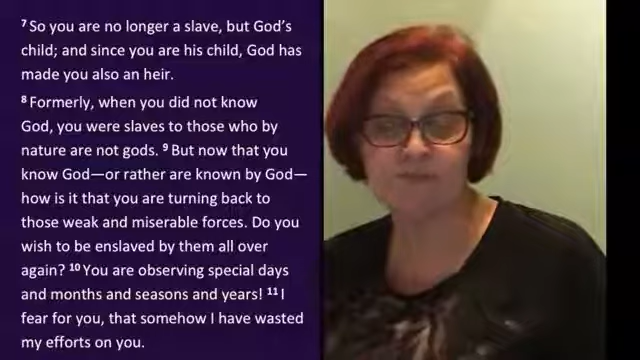 ⁷ So you are no longer a slave, but God's
child; and since you are his child, God has
made you also an heir.
⁸ Formerly, when you did not know
God, you were slaves to those who by
nature are not gods. ⁹ But now that you
know God—or rather are known by God—
how is it that you are turning back to
those weak and miserable forces. Do you
wish to be enslaved by them all over
again? ¹⁰ You are observing special days
and months and seasons and years! ¹¹ I
fear for you, that somehow I have wasted
my efforts on you.